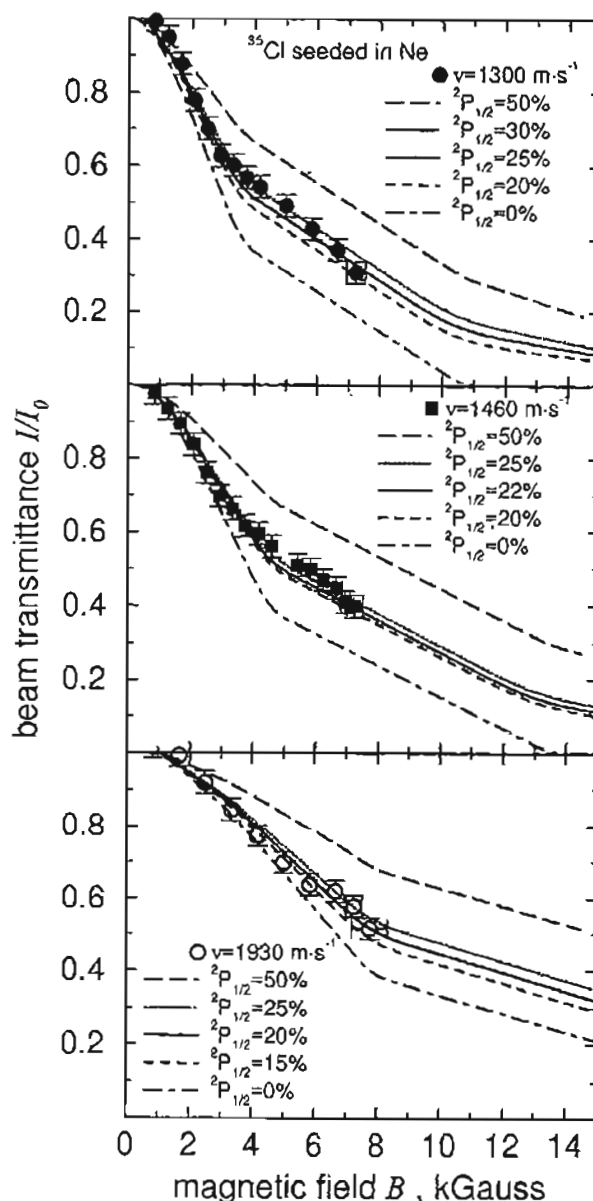 ³⁵Cl seeded in Ne
● v=1300 m·s⁻¹
²P₁/₂=50%
²P₁/₂=30%
²P₁/₂=25%
²P₁/₂=20%
²P₁/₂=0%
0.8
0.6
0.4
0.2
■ v=1460 m·s⁻¹
²P₁/₂=50%
²P₁/₂=25%
²P₁/₂=22%
²P₁/₂=20%
²P₁/₂=0%
0.8
0.6
0.4
0.2
beam transmittance I/I₀
0.8
0.6
0.4
0.2
○ v=1930 m·s⁻¹
²P₁/₂=50%
²P₁/₂=25%
²P₁/₂=20%
²P₁/₂=15%
²P₁/₂=0%
0 2 4 6 8 10 12 14
magnetic field B , kGauss